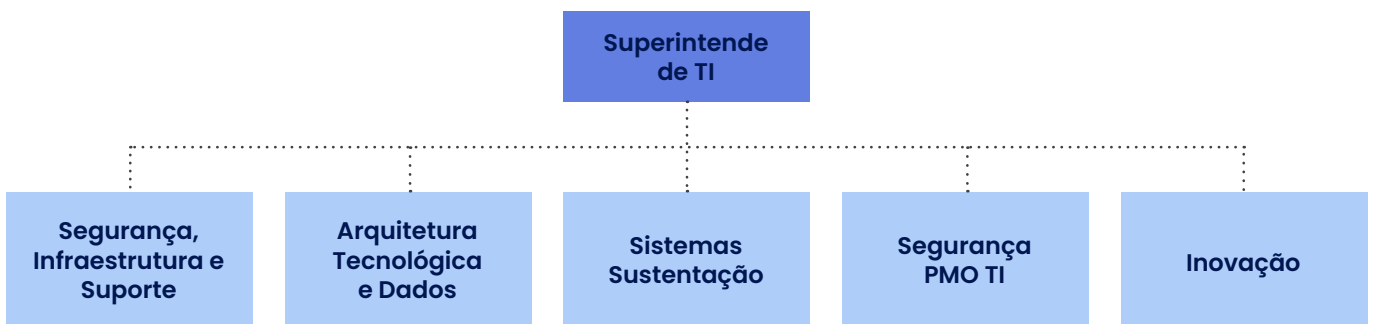 Superintende
de TI
Segurança,
Infraestrutura e
Suporte
Arquitetura
Tecnológica
e Dados
Sistemas
Sustentação
Segurança
PMO TI
Inovação